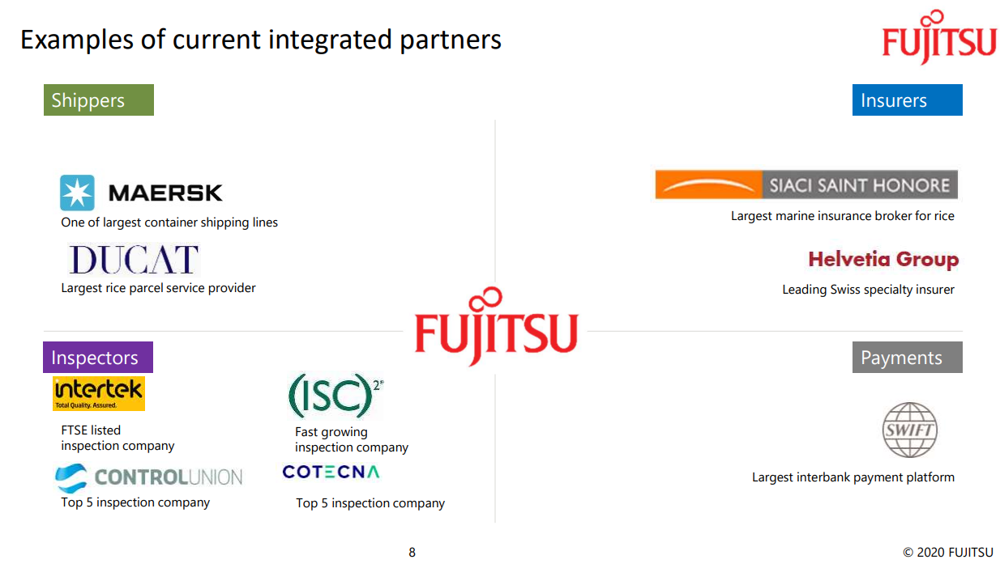 Examples of current integrated partners
FUJITSU
Shippers
Insurers
MAERSK
One of largest container shipping lines
DUCAT
Largest rice parcel service provider
SIACI SAINT HONORE
Largest marine insurance broker for rice
Helvetia Group
Leading Swiss specialty insurer
FUJITSU
Inspectors
intertek
Total Quality. Assured.
FTSE listed
inspection company
(ISC)2®
Fast growing
inspection company
CONTROLUNION
Top 5 inspection company
COTECNA
Top 5 inspection company
Payments
SWIFT
Largest interbank payment platform
8
© 2020 FUJITSU